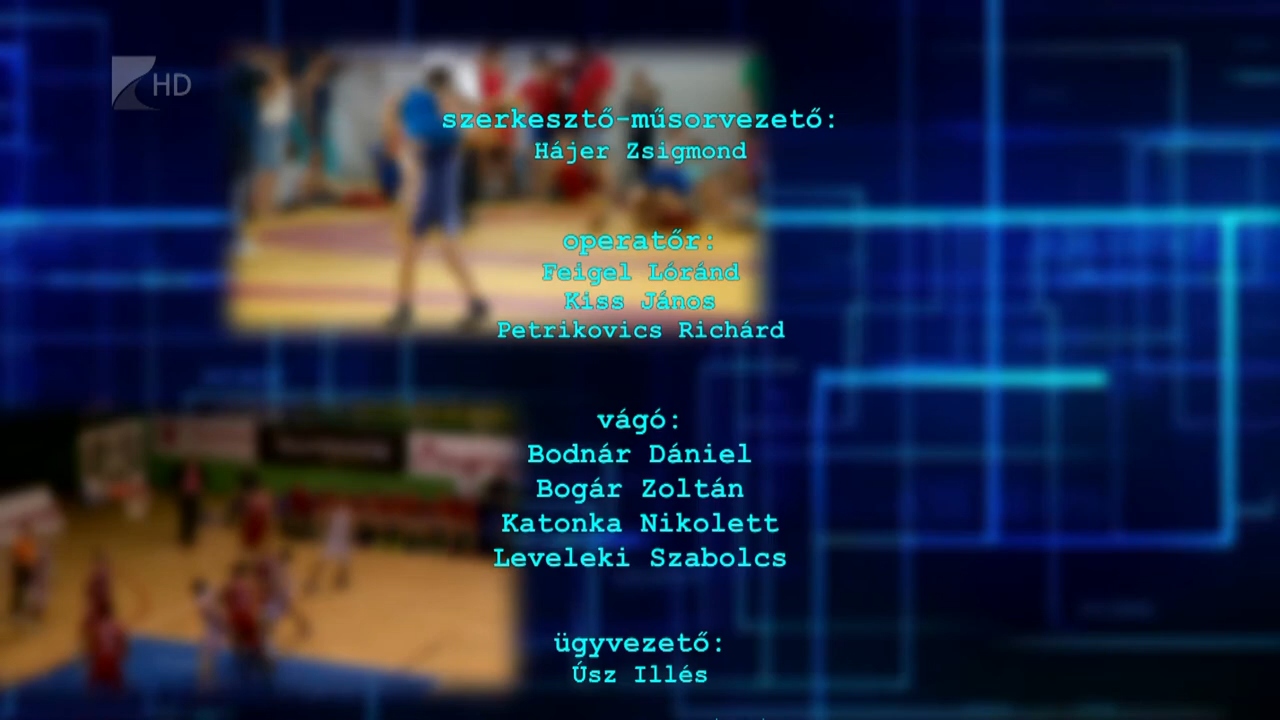 HD
szerkesztő-műsorvezető:
Hájer Zsigmond
operatőr:
Feigel Lóránd
Kiss János
Petrikovics Richárd
vágó:
Bodnár Dániel
Bogár Zoltán
Katonka Nikolett
Leveleki Szabolcs
ügyvezető:
Úsz Illés